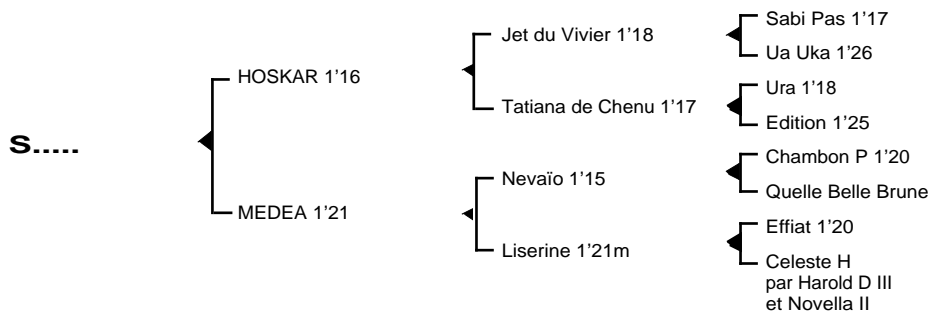 Sabi Pas 1’17
Jet du Vivier 1’18
Ua Uka 1’26
HOSKAR 1’16
Ura 1’18
Tatiana de Chenu 1’17
Edition 1’25
S.....
Chambon P 1’20
Nevaïo 1’15
Quelle Belle Brune
MEDEA 1’21
Effiat 1’20
Liserine 1’21m
Celeste H
par Harold D III
et Novella II